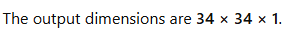 The output dimensions are 34 × 34 × 1.